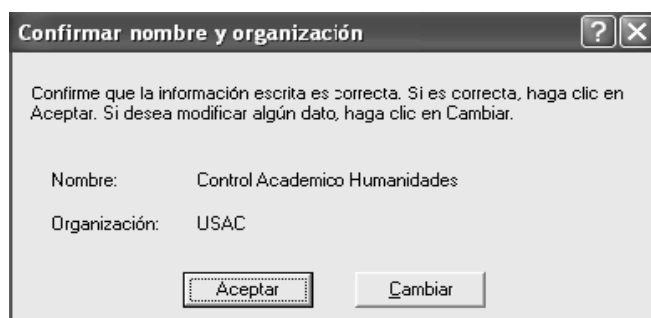 Confirmar nombre y organización
Confirme que la información escrita es correcta. Si es correcta, haga clic en
Aceptar. Si desea modificar algún dato, haga clic en Cambiar.
Nombre: Control Academico Humanidades
Organización: USAC
Aceptar Cambiar